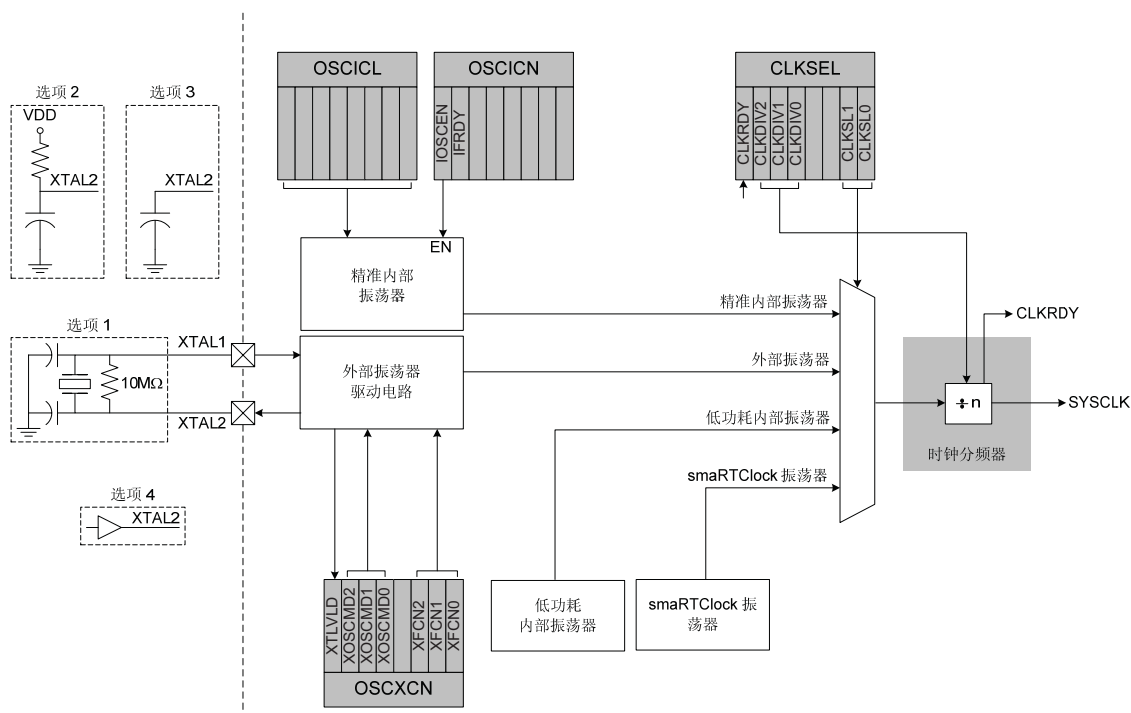 OSCICL
OSCICN
CLKSEL
IOSCEN
IFRDY
CLKRDY
CLKDIV2
CLKDIV1
CLKDIV0
CLKSL1
CLKSL0
选项 2
VDD
XTAL2
选项 3
XTAL2
EN
精准内部
振荡器
精准内部振荡器
选项 1
XTAL1
10MΩ
XTAL2
外部振荡器
驱动电路
外部振荡器
低功耗内部振荡器
smaRTClock 振荡器
CLKRDY
÷n
SYSCLK
时钟分频器
选项 4
XTAL2
XTLVLD
XOSCMD2
XOSCMD1
XOSCMD0
XFCN2
XFCN1
XFCN0
OSCXCN
低功耗
内部振荡器
smaRTClock 振
荡器